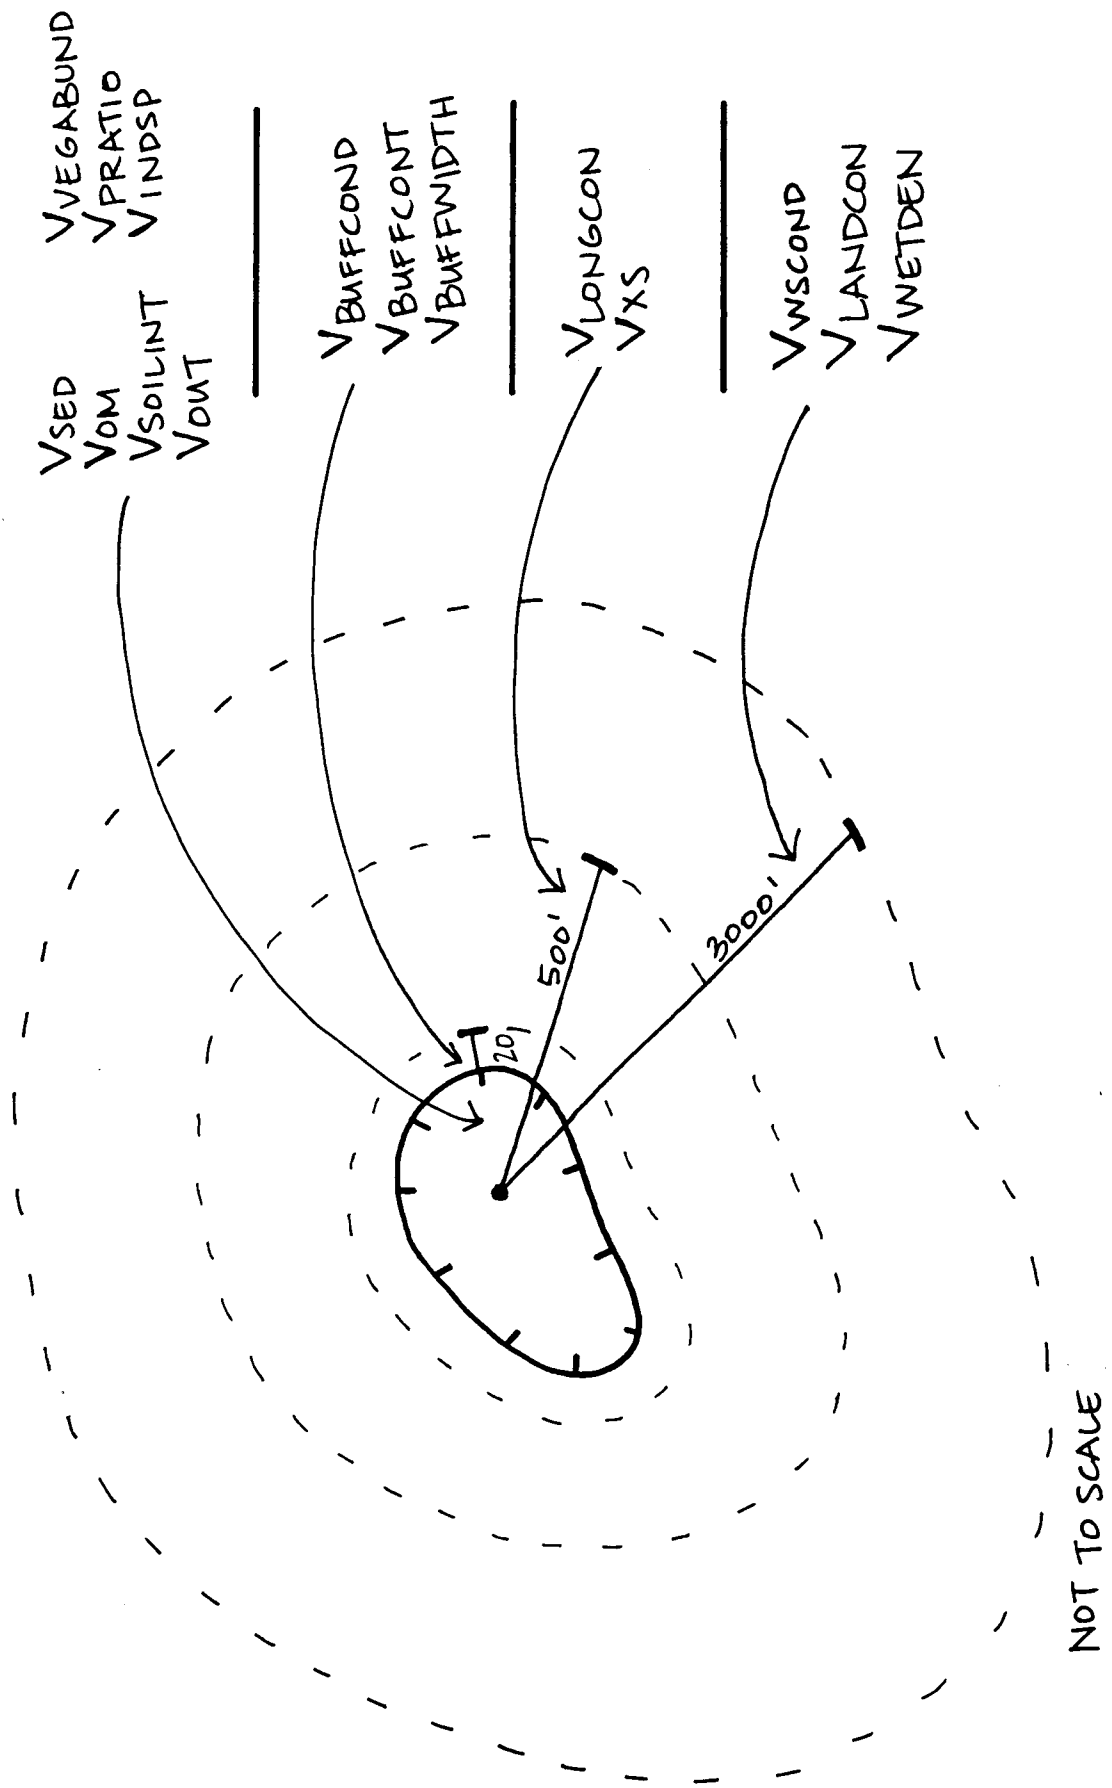 VSED
VOM
VSOILINT
VOUT
VVEGABUND
VPRATIO
VINDSP
VBUFFCOND
VBUFFCONT
VBUFFWIDTH
VLONGCON
VXS
VWSCOND
VLANDCON
VWETDEN
20'
500'
3000'
NOT TO SCALE